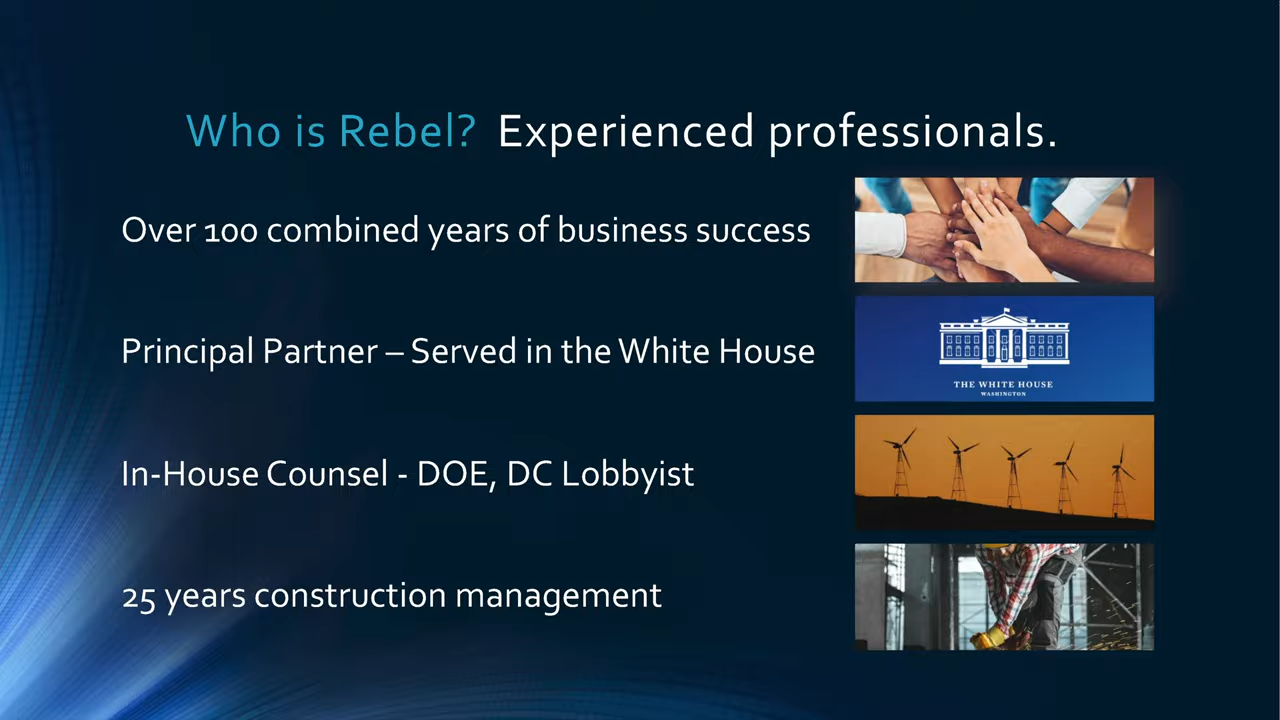 Who is Rebel? Experienced professionals.
Over 100 combined years of business success
Principal Partner – Served in the White House
THE WHITE HOUSE
WASHINGTON
In-House Counsel - DOE, DC Lobbyist
25 years construction management